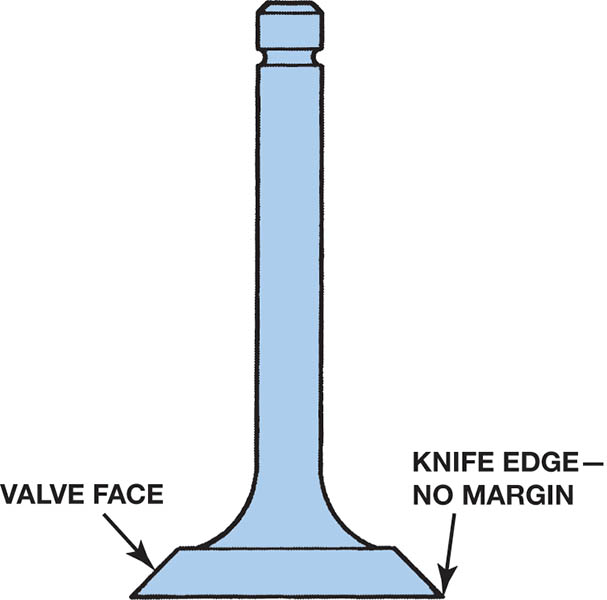 VALVE FACE
KNIFE EDGE—
NO MARGIN